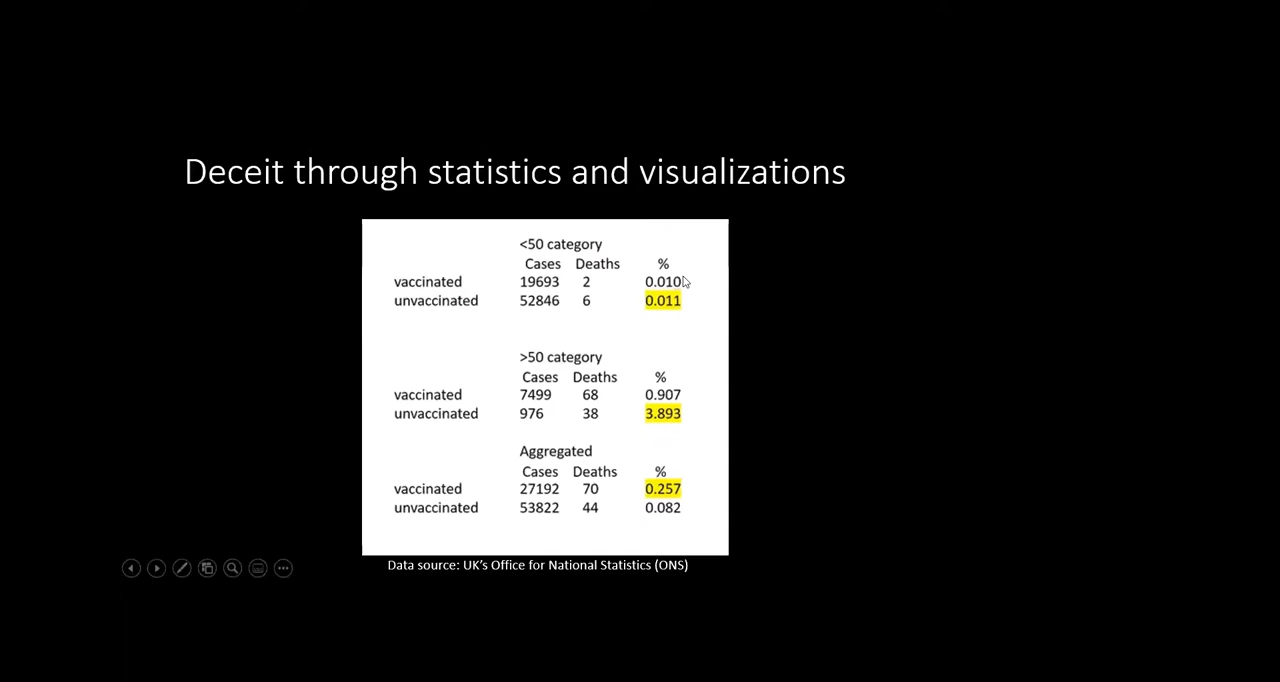 Deceit through statistics and visualizations
<50 category
Cases Deaths %
vaccinated 19693 2 0.010
unvaccinated 52846 6 0.011
>50 category
Cases Deaths %
vaccinated 7499 68 0.907
unvaccinated 976 38 3.893
Aggregated
Cases Deaths %
vaccinated 27192 70 0.257
unvaccinated 53822 44 0.082
Data source: UK's Office for National Statistics (ONS)